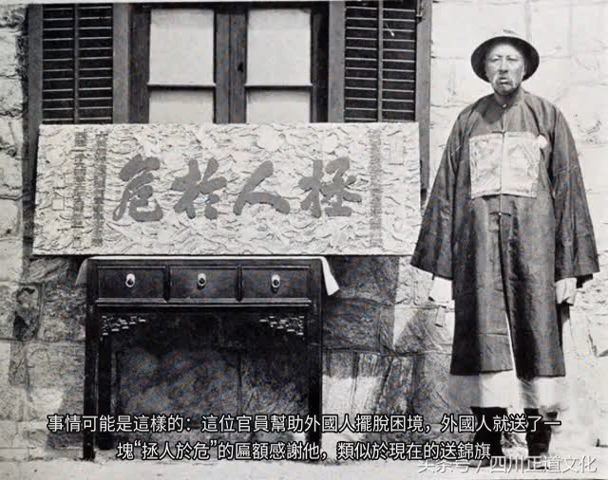 拯人於危
事情可能是這樣的：這位官員幫助外國人擺脫困境，外國人就送了一
塊“拯人於危”的匾額感謝他，類似於現在的送錦旗
头条号／四川正道文化